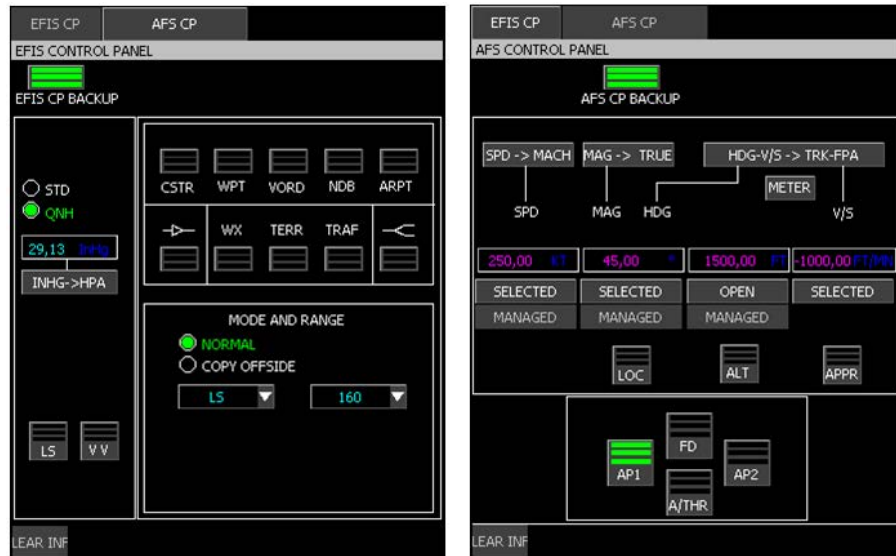 EFIS CP AFS CP
EFIS CONTROL PANEL
EFIS CP BACKUP
STD
QNH
29,13 InHg
INHG->HPA
LS VV
CSTR WPT VORD NDB ARPT
WX TERR TRAF
MODE AND RANGE
NORMAL
COPY OFFSIDE
LS 160
LEAR INF
EFIS CP AFS CP
AFS CONTROL PANEL
AFS CP BACKUP
SPD -> MACH MAG -> TRUE HDG-V/S -> TRK-FPA
METER
SPD MAG HDG V/S
250,00 KT 45,00 ° 1500,00 FT -1000,00 FT/MN
SELECTED SELECTED OPEN SELECTED
MANAGED MANAGED MANAGED
LOC ALT APPR
FD
AP1 AP2
A/THR
LEAR INF